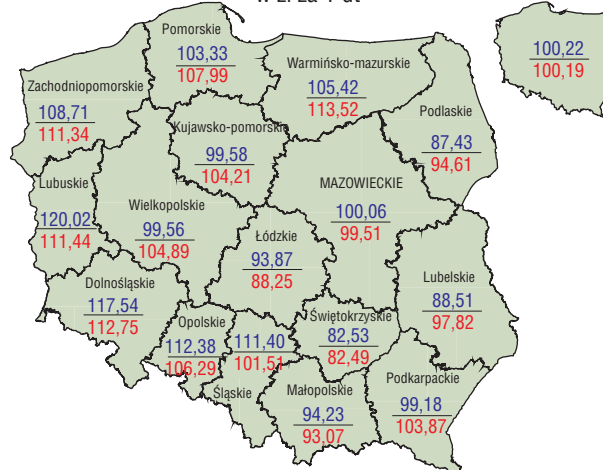 w zł za 1 dt
Pomorskie
103,33
107,99
100,22
100,19
Warmińsko-mazurskie
105,42
113,52
Zachodniopomorskie
108,71
111,34
Podlaskie
87,43
94,61
Kujawsko-pomorskie
99,58
104,21
Lubuskie
120,02
111,44
MAZOWIECKIE
100,06
99,51
Wielkopolskie
99,56
104,89
Łódzkie
93,87
88,25
Dolnośląskie
117,54
112,75
Lubelskie
88,51
97,82
Opolskie
112,38
106,29
111,40
101,51
Śląskie
Świętokrzyskie
82,53
82,49
Małopolskie
94,23
93,07
Podkarpackie
99,18
103,87